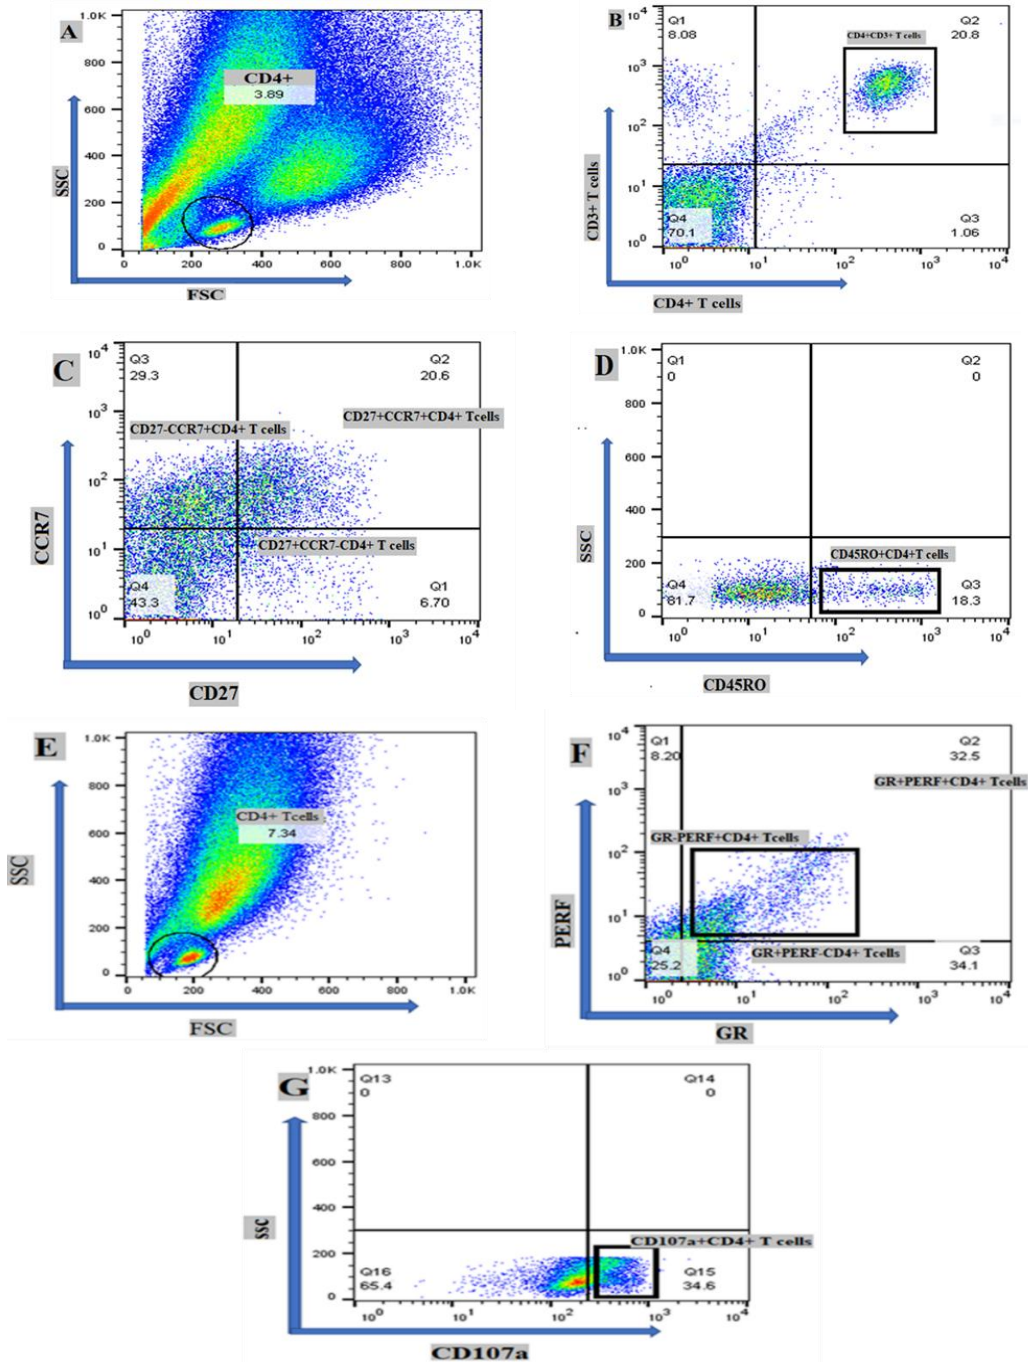 A
1.0K
800
600
400
200
0
CD4+
3.89
SSC
0 200 400 600 800 1.0K
FSC
B
10^4
10^3
10^2
10^1
10^0
Q1
8.08
Q2
20.8
CD4+CD3+ T cells
Q4
70.1
Q3
1.06
CD3+ T cells
10^0 10^1 10^2 10^3 10^4
CD4+ T cells
C
10^4
10^3
10^2
10^1
10^0
Q3
29.3
Q2
20.6
CD27+CCR7+CD4+ Tcells
CD27-CCR7+CD4+ T cells
CD27+CCR7-CD4+ T cells
Q4
43.3
Q1
6.70
CCR7
10^0 10^1 10^2 10^3 10^4
CD27
D
1.0K
800
600
400
200
0
Q1
0
Q2
0
CD45RO+CD4+T cells
Q4
81.7
Q3
18.3
SSC
10^0 10^1 10^2 10^3 10^4
CD45RO
E
1.0K
800
600
400
200
0
CD4+ Tcells
7.34
SSC
0 200 400 600 800 1.0K
FSC
F
10^4
10^3
10^2
10^1
10^0
Q1
8.20
Q2
32.5
GR+PERF+CD4+ Tcells
GR-PERF+CD4+ Tcells
GR+PERF-CD4+ Tcells
Q4
25.2
Q3
34.1
PERF
10^0 10^1 10^2 10^3 10^4
GR
G
1.0K
800
600
400
200
0
Q13
0
Q14
0
CD107a+CD4+ T cells
Q16
65.4
Q15
34.6
SSC
10^0 10^1 10^2 10^3 10^4
CD107a